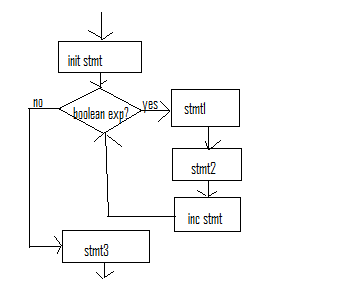 init stmt
no
boolean exp?
yes
stmt1
stmt2
inc stmt
stmt3